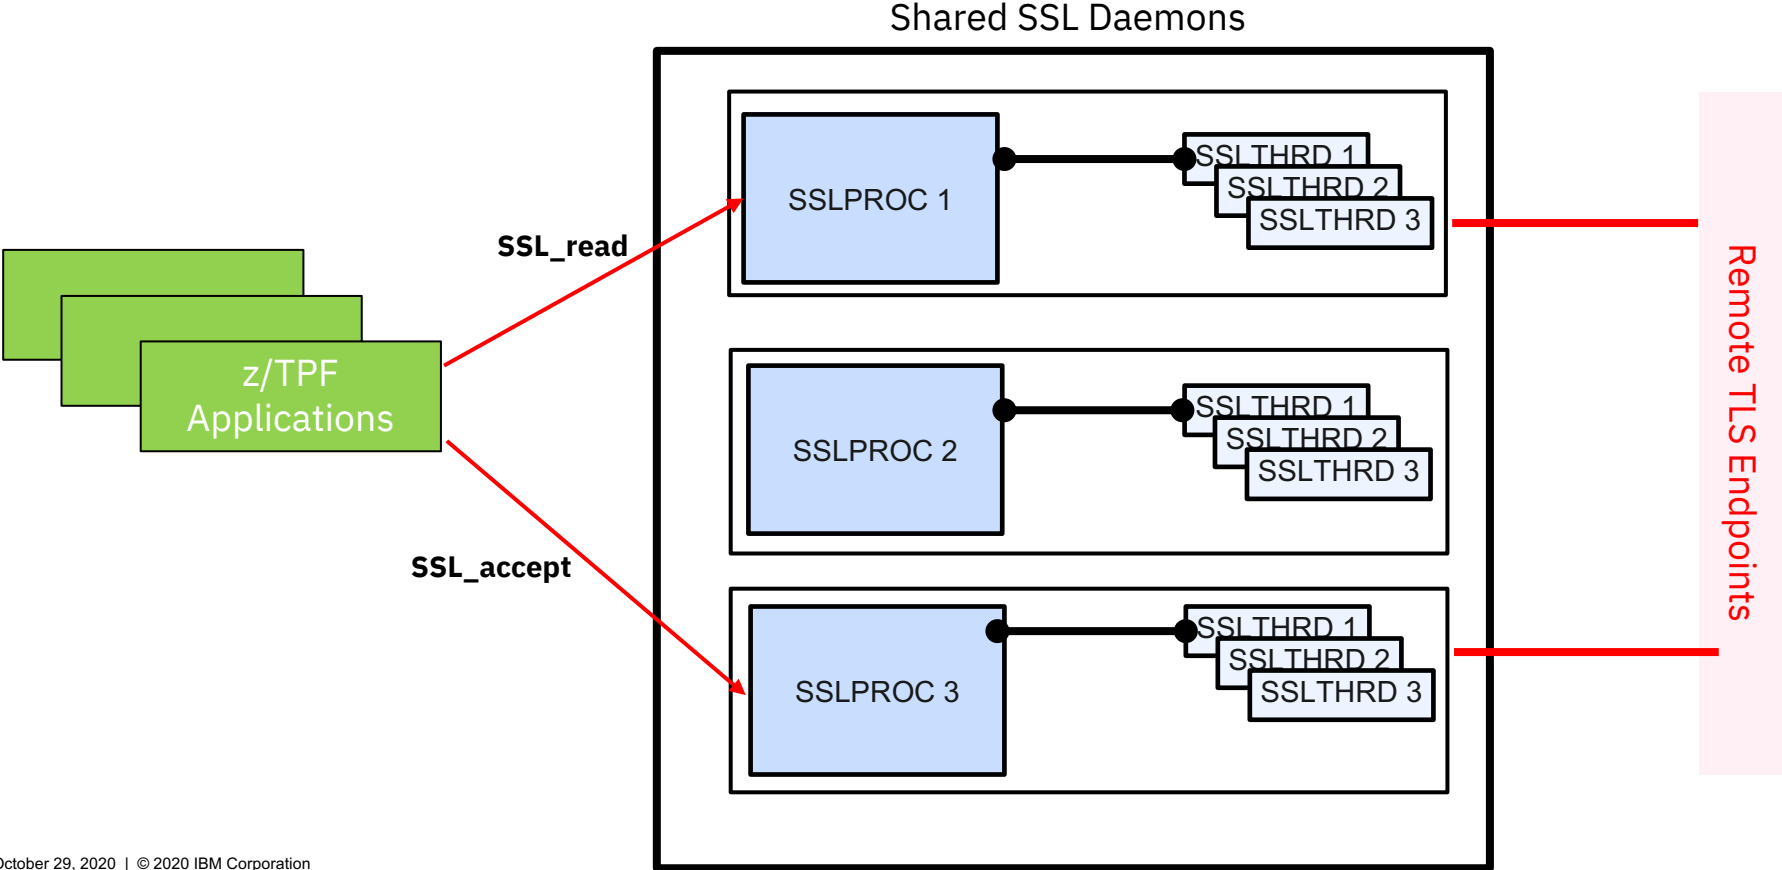 Shared SSL Daemons
SSLPROC 1
SSLTHRD 1
SSLTHRD 2
SSLTHRD 3
SSL_read
z/TPF
Applications
SSLPROC 2
SSLTHRD 1
SSLTHRD 2
SSLTHRD 3
SSL_accept
SSLPROC 3
SSLTHRD 1
SSLTHRD 2
SSLTHRD 3
Remote TLS Endpoints
October 29, 2020 | © 2020 IBM Corporation